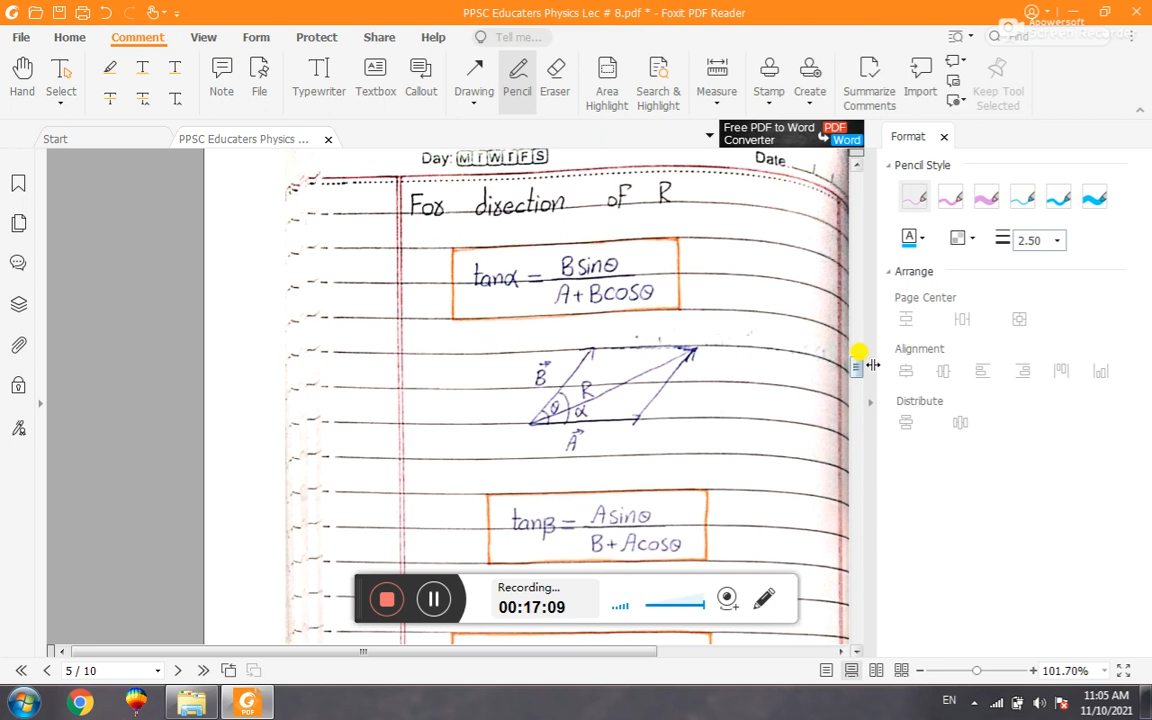 PPSC Educaters Physics Lec # 8.pdf * - Foxit PDF Reader
Apowersoft
Screen Recorder
File Home Comment View Form Protect Share Help Tell me... Find
Hand Select Note File Typewriter Textbox Callout Drawing Pencil Eraser Area Highlight Search & Highlight Measure Stamp Create Summarize Comments Import Keep Tool Selected
Start PPSC Educaters Physics ... Free PDF to Word Converter PDF Word Format
Day: M T W T F S Date
Pencil Style
For direction of R
2.50
tanα = Bsinθ / A+Bcosθ
Arrange
Page Center
Alignment
B
R
θ α
A
Distribute
tanβ = Asinθ / B+Acosθ
Recording...
00:17:09
5 / 10 101.70%
EN 11:05 AM
11/10/2021